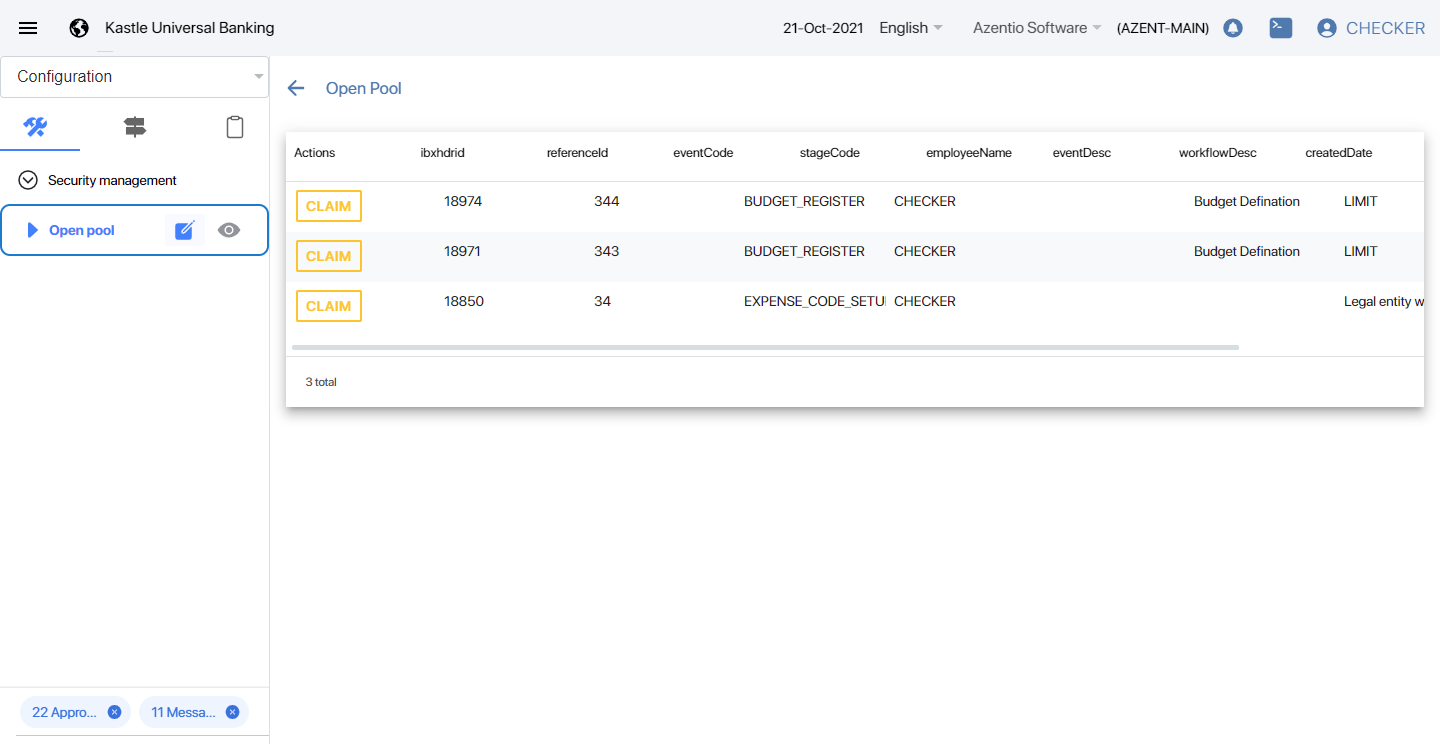 Kastle Universal Banking 21-Oct-2021 English Azentio Software (AZENT-MAIN) CHECKER
Configuration
Open Pool
Security management
Open pool
Actions ibxhdrid referenceId eventCode stageCode employeeName eventDesc workflowDesc createdDate
CLAIM 18974 344 BUDGET_REGISTER CHECKER Budget Defination LIMIT
CLAIM 18971 343 BUDGET_REGISTER CHECKER Budget Defination LIMIT
CLAIM 18850 34 EXPENSE_CODE_SETU CHECKER Legal entity w
3 total
22 Appro... 11 Messa...